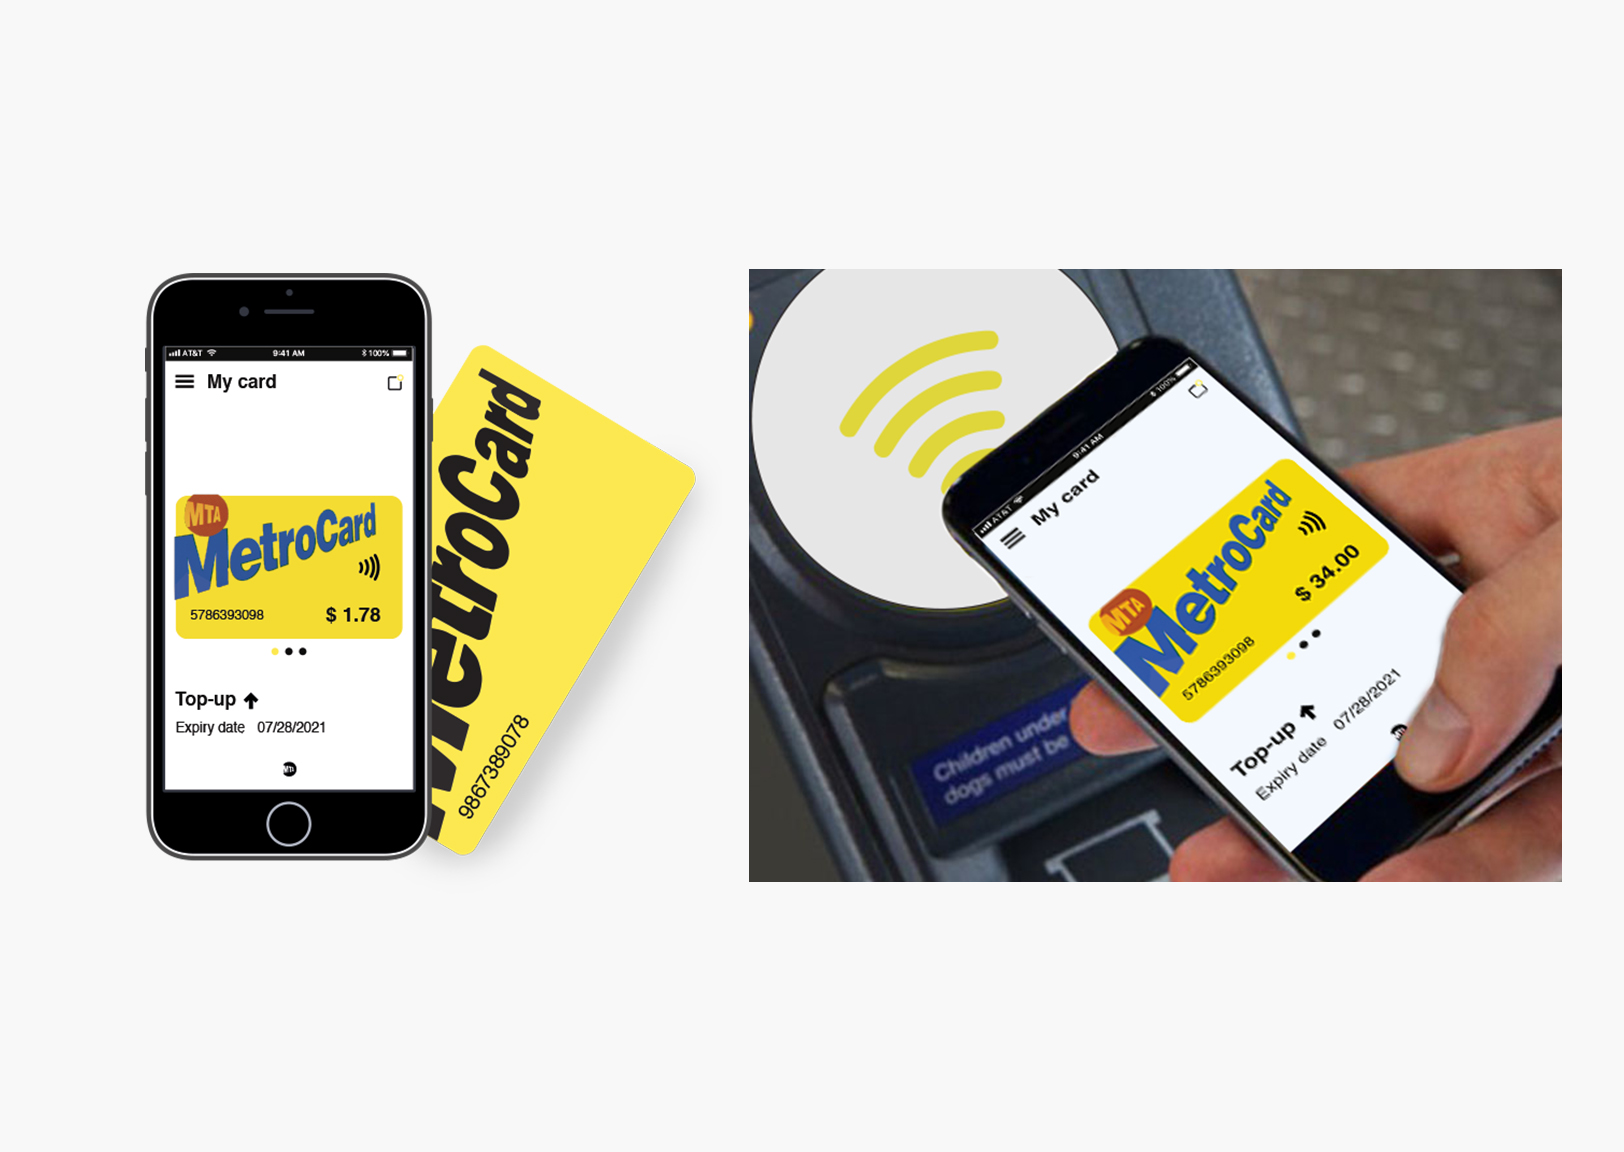 AT&T 9:41 AM 100%
My card
MTA
MetroCard
5786393098 $ 1.78
Top-up
Expiry date 07/28/2021
MTA
MetroCard
9867389078
AT&T 9:41 AM 100%
My card
MTA
MetroCard
5786393098 $ 34.00
Top-up
Expiry date 07/28/2021
Children under
dogs must be